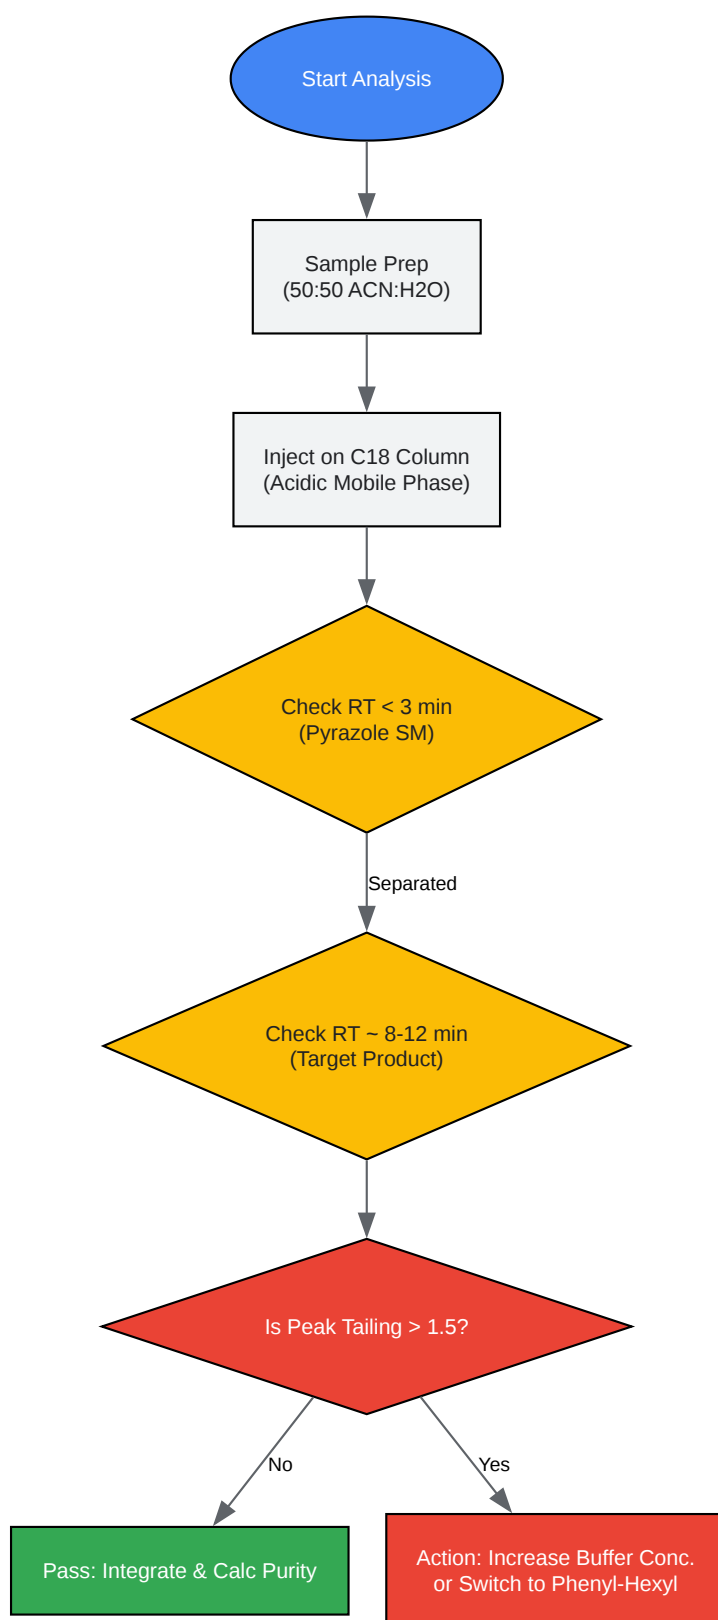 Start Analysis
Sample Prep
(50:50 ACN:H2O)
Inject on C18 Column
(Acidic Mobile Phase)
Check RT < 3 min
(Pyrazole SM)
Separated
Check RT ~ 8-12 min
(Target Product)
Is Peak Tailing > 1.5?
No
Yes
Pass: Integrate & Calc Purity
Action: Increase Buffer Conc.
or Switch to Phenyl-Hexyl